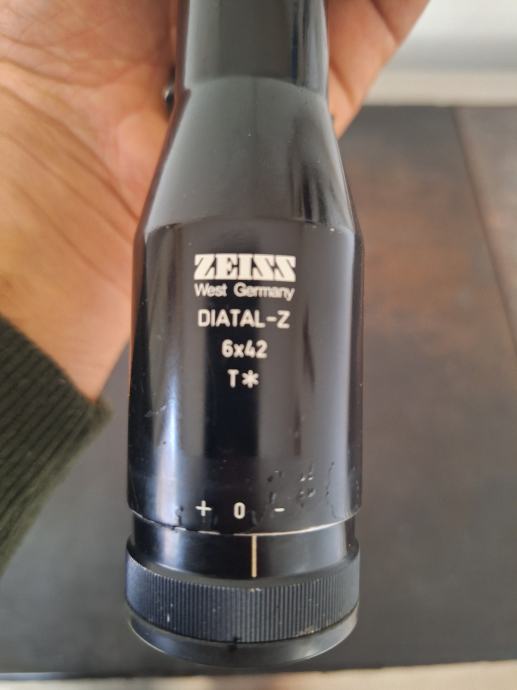 ZEISS
West Germany
DIATAL-Z
6x42
T*
+ 0 -